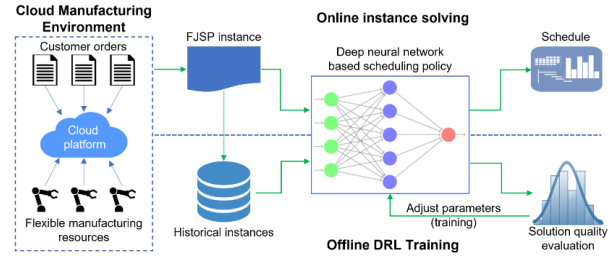 Cloud Manufacturing
Environment
Customer orders
Cloud
platform
Flexible manufacturing
resources
FJSP instance
Historical instances
Online instance solving
Deep neural network
based scheduling policy
Schedule
Adjust parameters
(training)
Offline DRL Training
Solution quality
evaluation